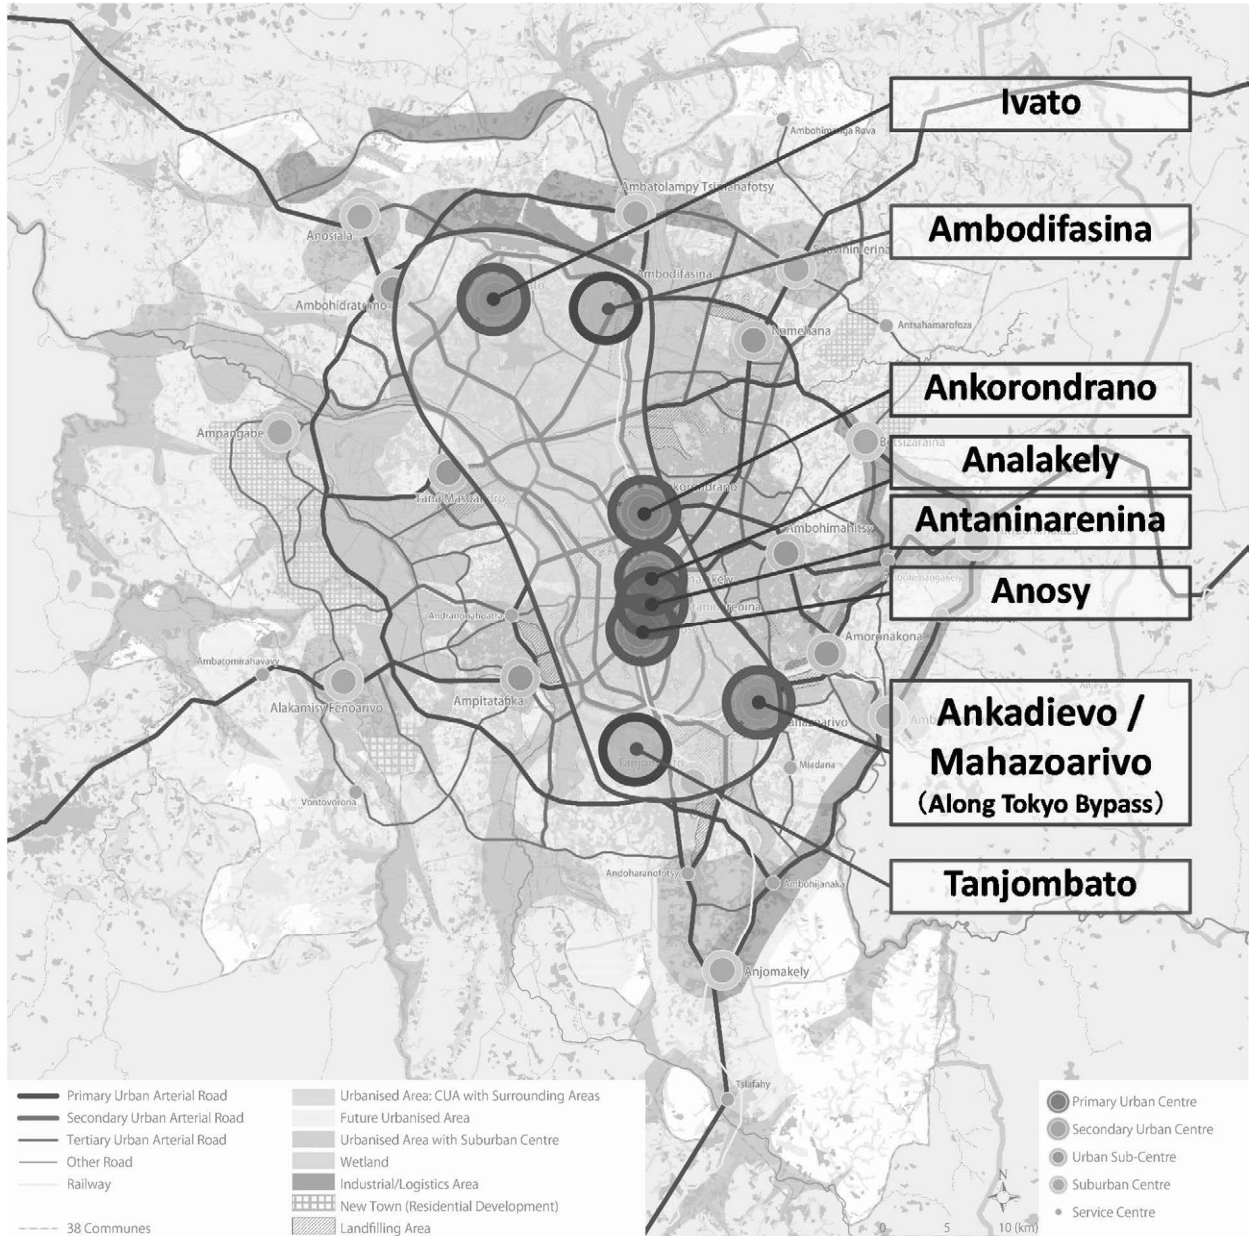 Ivato
Ambohimanga Rova
Ambatolampy Tsimahafotsy
Ambodifasina
Anosiala
Ambodifasina
Ambohidratrimo
Antsahamarofoza
Namehana
Ankorondrano
Ampangabe
Analakely
Tana Masoandro
Antaninarenina
Ambohimahitsy
Anosy
Andranonahoatra
Amoronakona
Ambatomirahavavy
Alakamisy Fenoarivo
Ampitatafika
Ankadievo /
Mahazoarivo
(Along Tokyo Bypass)
Tanjombato
Miadana
Vontovorona
Tanjombato
Andoharanofotsy
Ambohijanaka
Anjomakely
Tsiafahy
Primary Urban Arterial Road
Secondary Urban Arterial Road
Tertiary Urban Arterial Road
Other Road
Railway
38 Communes
Urbanised Area: CUA with Surrounding Areas
Future Urbanised Area
Urbanised Area with Suburban Centre
Wetland
Industrial/Logistics Area
New Town (Residential Development)
Landfilling Area
Primary Urban Centre
Secondary Urban Centre
Urban Sub-Centre
Suburban Centre
Service Centre
N
0 5 10 (km)